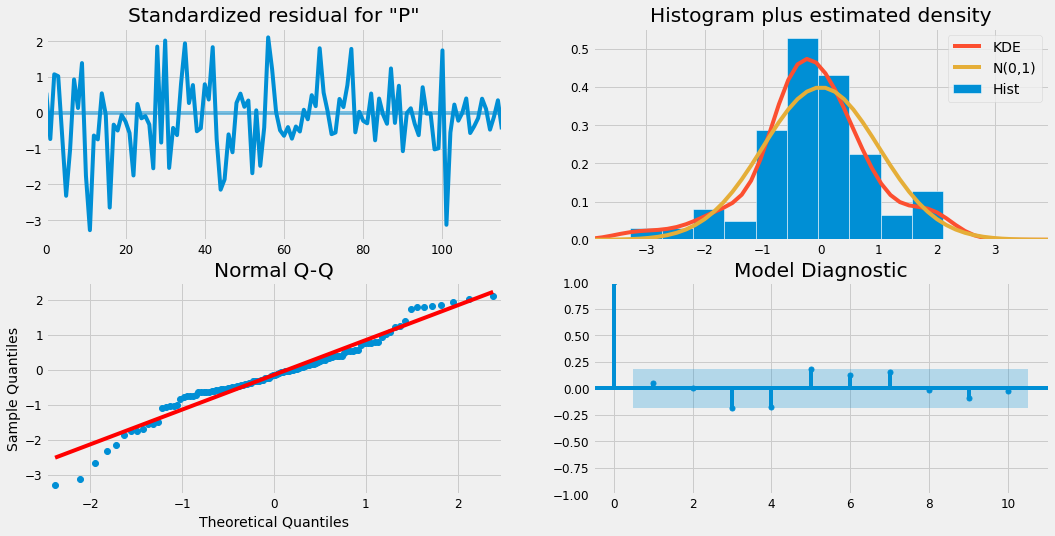 Standardized residual for "P"
2
1
0
−1
−2
−3
0 20 40 60 80 100
Histogram plus estimated density
0.5
0.4
0.3
0.2
0.1
0.0
−3 −2 −1 0 1 2 3
KDE
N(0,1)
Hist
Normal Q-Q
Sample Quantiles
2
1
0
−1
−2
−3
−2 −1 0 1 2
Theoretical Quantiles
Model Diagnostic
1.00
0.75
0.50
0.25
0.00
−0.25
−0.50
−0.75
−1.00
0 2 4 6 8 10